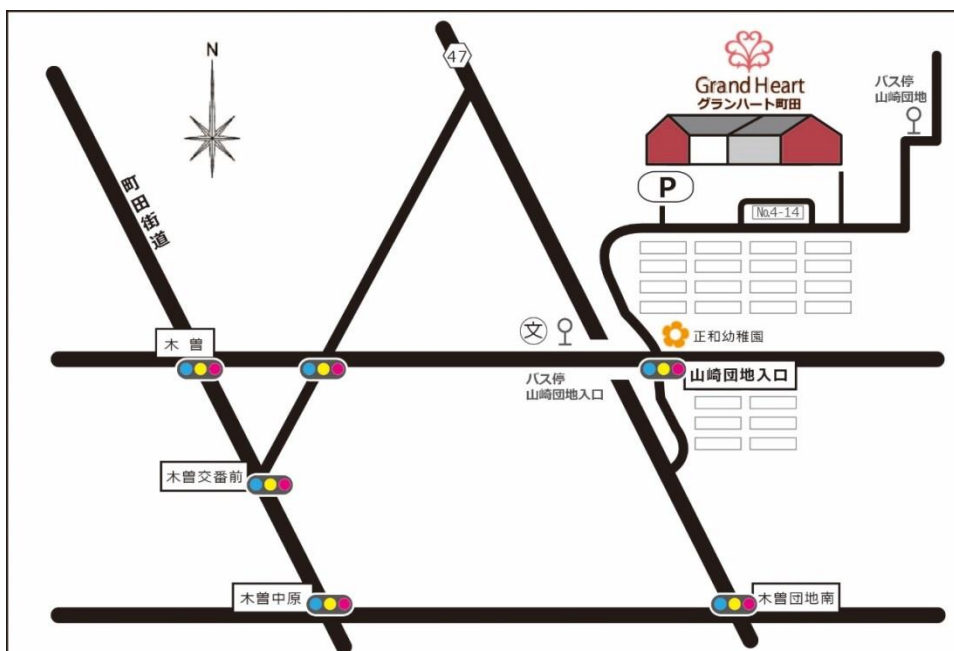 N
47
Grand Heart
グランハート町田
バス停
山崎団地
P
№4-14
町田街道
木曽
文
正和幼稚園
バス停
山崎団地入口
山崎団地入口
木曽交番前
木曽中原
木曽団地南